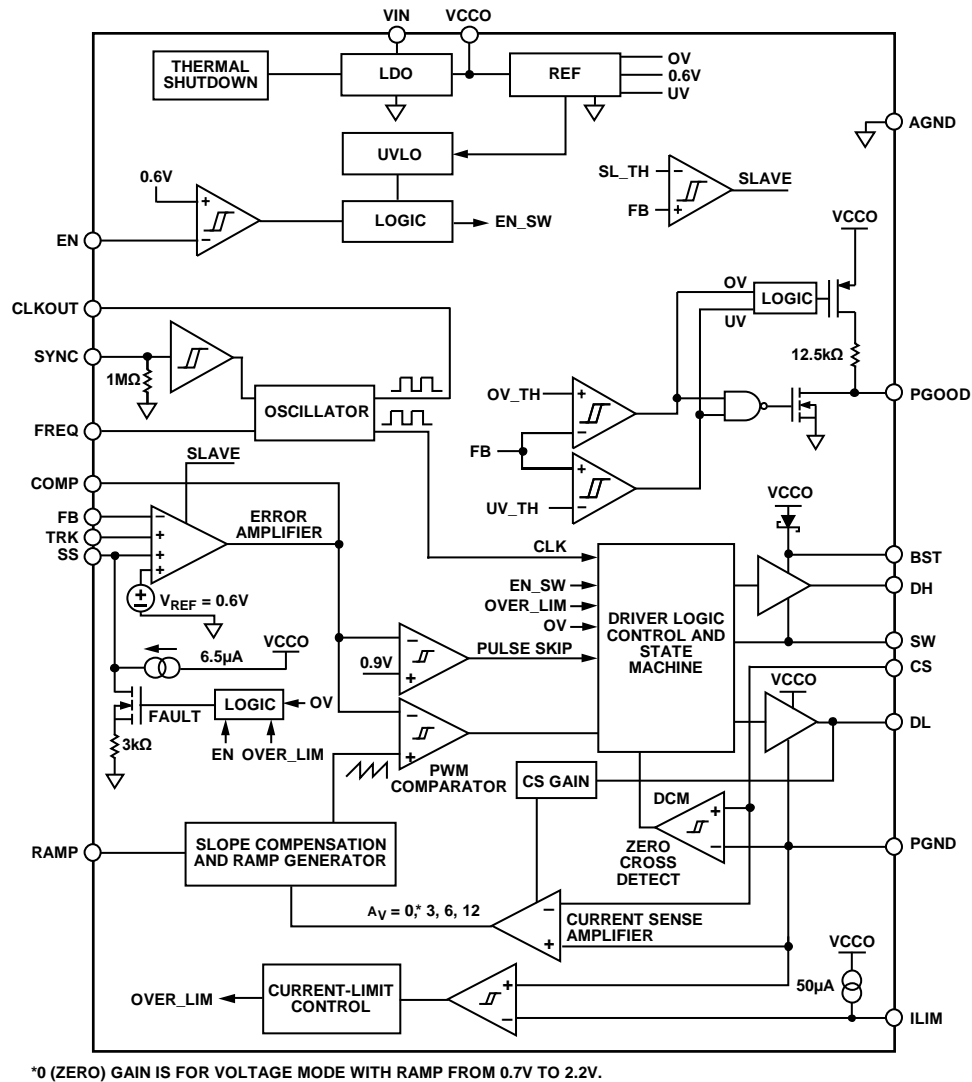 VIN
VCCO
THERMAL
SHUTDOWN
LDO
REF
OV
0.6V
UV
AGND
UVLO
0.6V
+
−
LOGIC
EN_SW
EN
SL_TH
−
FB
+
SLAVE
VCCO
CLKOUT
OV
UV
LOGIC
SYNC
1MΩ
12.5kΩ
OSCILLATOR
OV_TH
+
−
PGOOD
FREQ
FB
+
−
UV_TH
SLAVE
COMP
FB
−
TRK
+
SS
+
+
ERROR
AMPLIFIER
VREF = 0.6V
VCCO
CLK
BST
EN_SW
DH
OVER_LIM
OV
DRIVER LOGIC
CONTROL AND
STATE
MACHINE
SW
6.5µA
VCCO
−
0.9V
+
PULSE SKIP
CS
VCCO
FAULT
LOGIC
OV
−
+
DL
3kΩ
EN
OVER_LIM
PWM
COMPARATOR
CS GAIN
DCM
+
−
ZERO
CROSS
DETECT
PGND
RAMP
SLOPE COMPENSATION
AND RAMP GENERATOR
AV = 0,* 3, 6, 12
−
+
CURRENT SENSE
AMPLIFIER
VCCO
50µA
OVER_LIM
CURRENT-LIMIT
CONTROL
+
−
ILIM
*0 (ZERO) GAIN IS FOR VOLTAGE MODE WITH RAMP FROM 0.7V TO 2.2V.